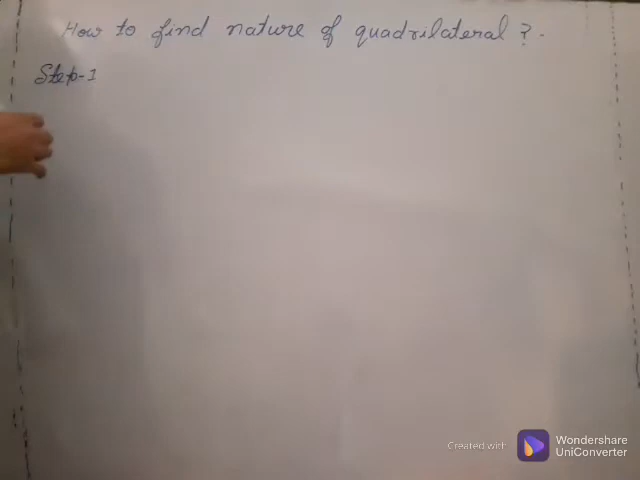 How to find nature of quadrilateral ? .
Step-1
Created with
Wondershare
UniConverter